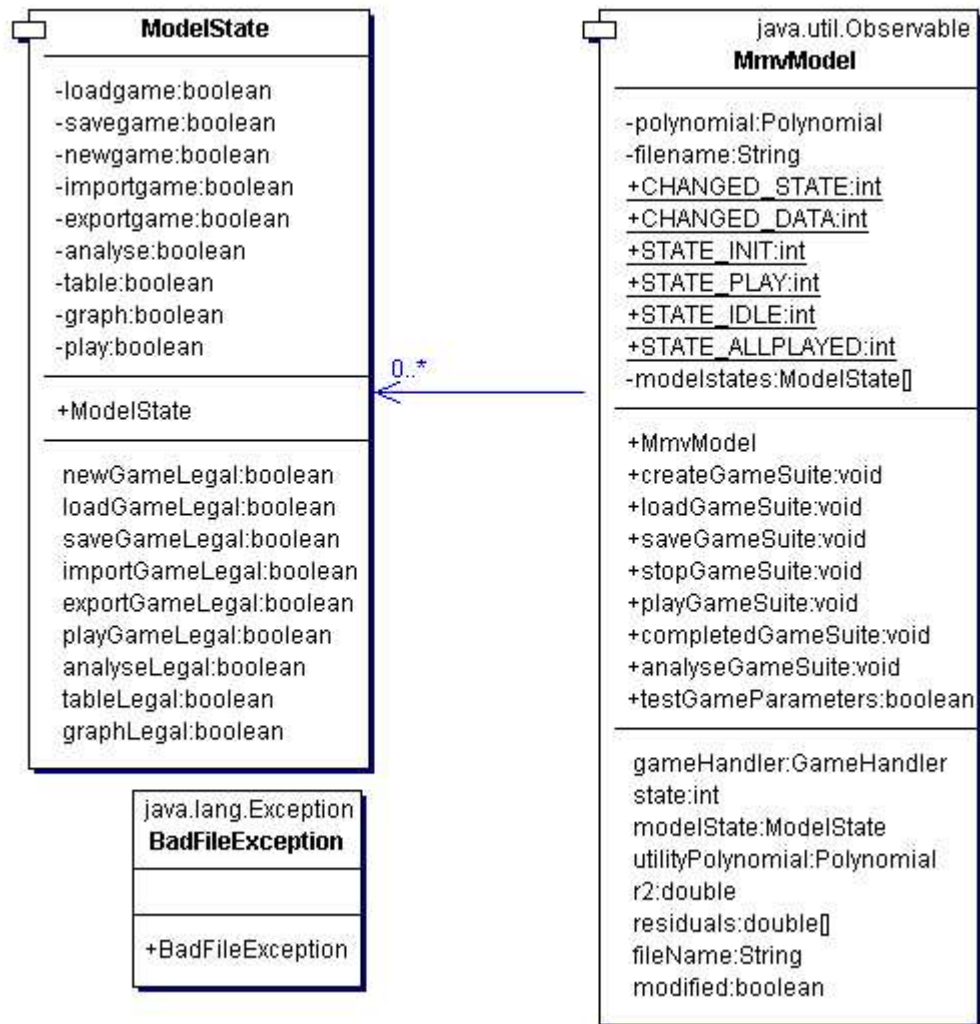 ModelState
-loadgame:boolean
-savegame:boolean
-newgame:boolean
-importgame:boolean
-exportgame:boolean
-analyse:boolean
-table:boolean
-graph:boolean
-play:boolean
+ModelState
newGameLegal:boolean
loadGameLegal:boolean
saveGameLegal:boolean
importGameLegal:boolean
exportGameLegal:boolean
playGameLegal:boolean
analyseLegal:boolean
tableLegal:boolean
graphLegal:boolean
0..*
java.util.Observable
MmvModel
-polynomial:Polynomial
-filename:String
+CHANGED_STATE:int
+CHANGED_DATA:int
+STATE_INIT:int
+STATE_PLAY:int
+STATE_IDLE:int
+STATE_ALLPLAYED:int
-modelstates:ModelState[]
+MmvModel
+createGameSuite:void
+loadGameSuite:void
+saveGameSuite:void
+stopGameSuite:void
+playGameSuite:void
+completedGameSuite:void
+analyseGameSuite:void
+testGameParameters:boolean
gameHandler:GameHandler
state:int
modelState:ModelState
utilityPolynomial:Polynomial
r2:double
residuals:double[]
fileName:String
modified:boolean
java.lang.Exception
BadFileException
+BadFileException